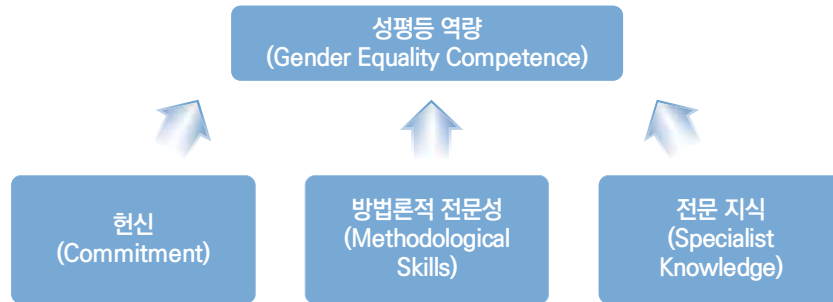 성평등 역량
(Gender Equality Competence)
헌신
(Commitment)
방법론적 전문성
(Methodological
Skills)
전문 지식
(Specialist
Knowledge)